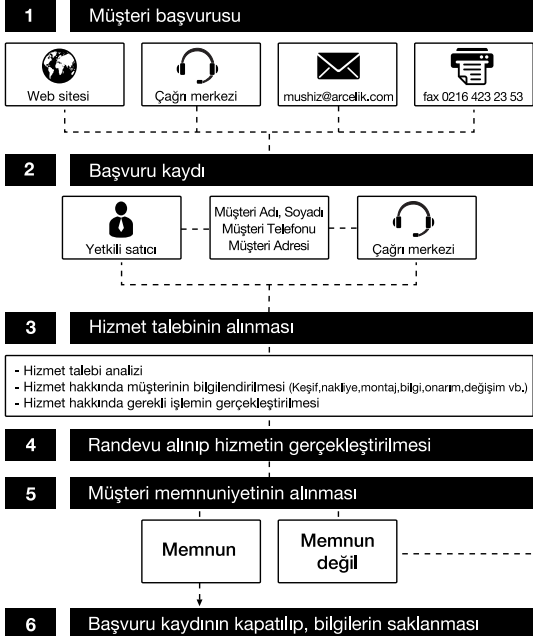 1 Müşteri başvurusu
Web sitesi
Çağrı merkezi
mushiz@arcelik.com
fax 0216 423 23 53
2 Başvuru kaydı
Yetkili satıcı
Müşteri Adı, Soyadı
Müşteri Telefonu
Müşteri Adresi
Çağrı merkezi
3 Hizmet talebinin alınması
- Hizmet talebi analizi
- Hizmet hakkında müşterinin bilgilendirilmesi (Keşif,nakliye,montaj,bilgi,onarım,değişim vb.)
- Hizmet hakkında gerekli işlemin gerçekleştirilmesi
4 Randevu alınıp hizmetin gerçekleştirilmesi
5 Müşteri memnuniyetinin alınması
Memnun
Memnun
değil
6 Başvuru kaydının kapatılıp, bilgilerin saklanması